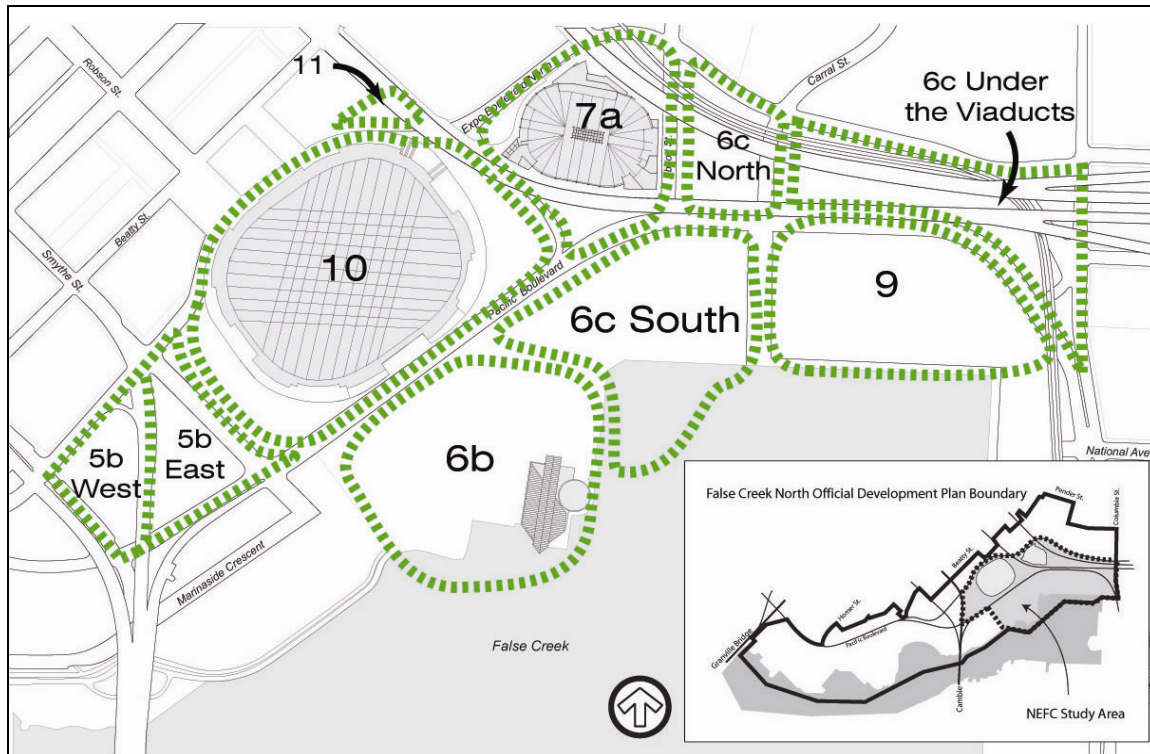 Robson St.
11
Expo Boulevard North
7a
Carral St.
6c Under
the Viaducts
6c
North
Beatty St.
Smythe St.
10
Pacific Boulevard
6c South
9
5b
West
5b
East
6b
National Ave
Marinaside Crescent
False Creek
False Creek North Official Development Plan Boundary
Pender St.
Columbia St.
Beatty St.
Homer St.
Pacific Boulevard
Granville Bridge
Cambie
NEFC Study Area